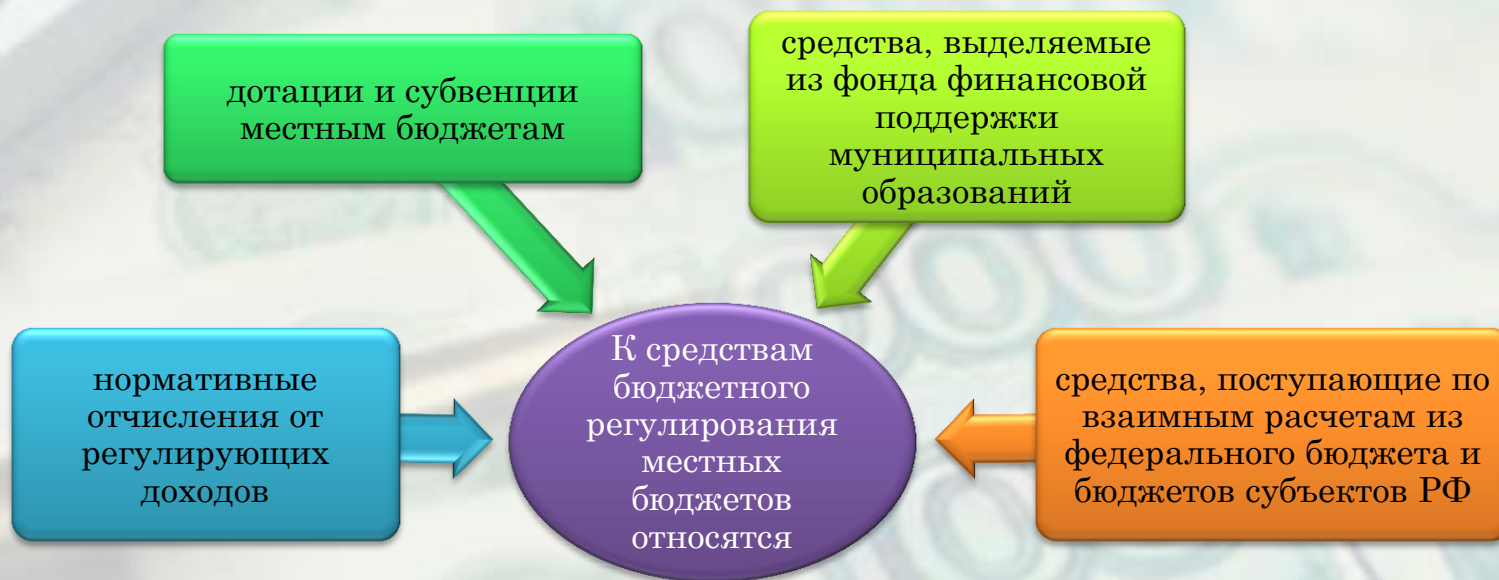 дотации и субвенции
местным бюджетам
средства, выделяемые
из фонда финансовой
поддержки
муниципальных
образований
нормативные
отчисления от
регулирующих
доходов
К средствам
бюджетного
регулирования
местных
бюджетов
относятся
средства, поступающие по
взаимным расчетам из
федерального бюджета и
бюджетов субъектов РФ